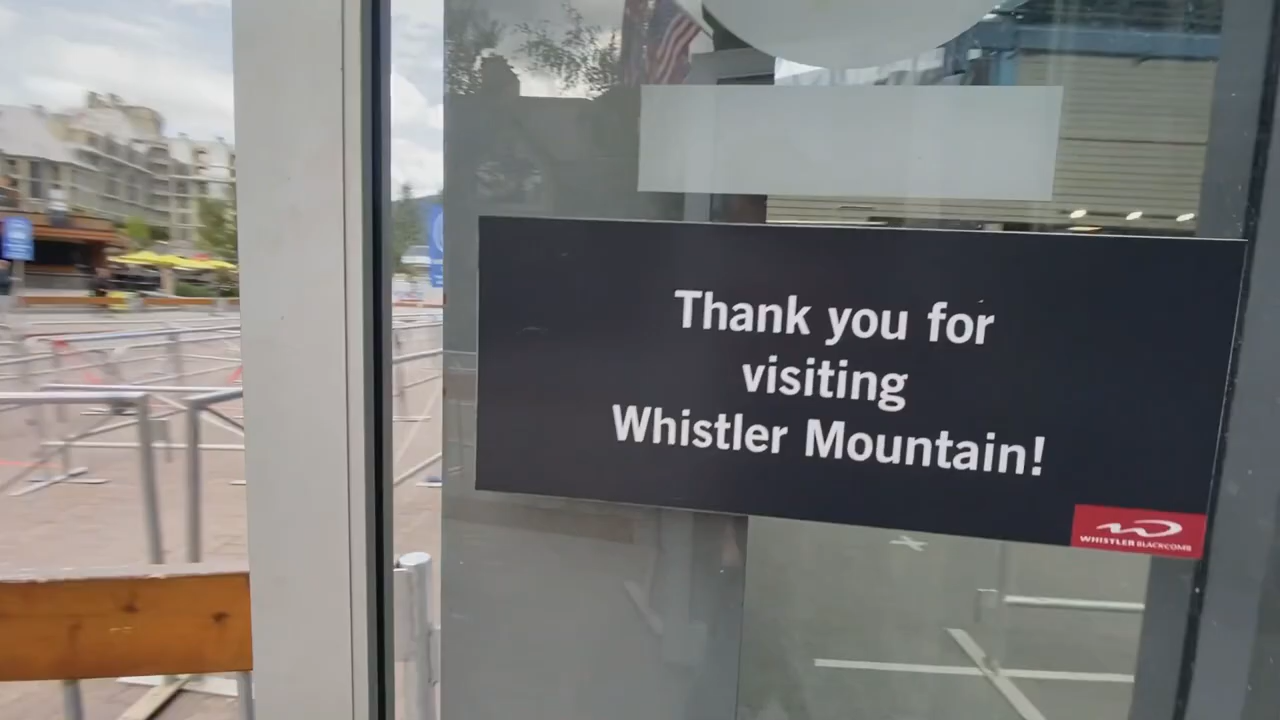 Thank you for
visiting
Whistler Mountain!
WHISTLER BLACKCOMB